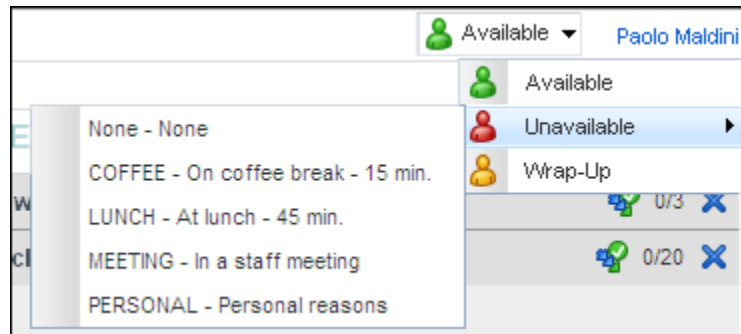 Available
Paolo Maldini
Available
Unavailable
Wrap-Up
None - None
COFFEE - On coffee break - 15 min.
LUNCH - At lunch - 45 min.
MEETING - In a staff meeting
PERSONAL - Personal reasons
0/3
0/20